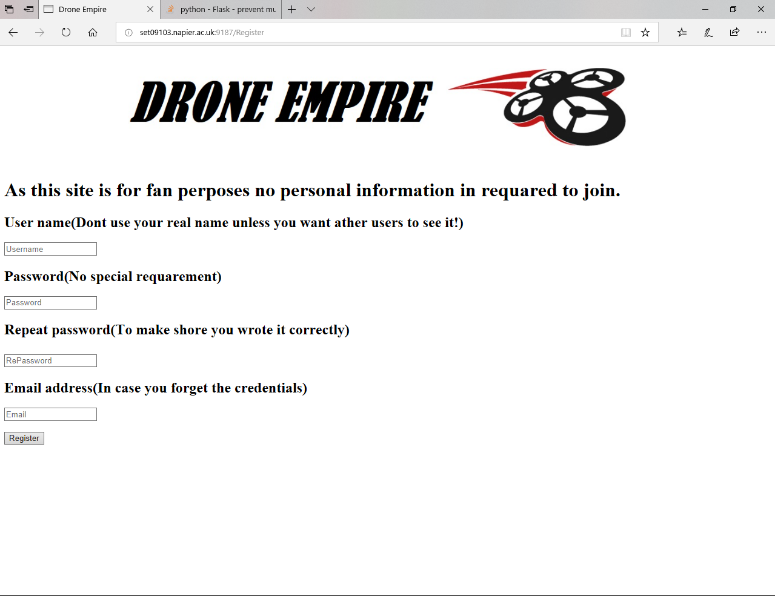 Drone Empire
python - Flask - prevent mu
set09103.napier.ac.uk:9187/Register
DRONE EMPIRE
As this site is for fan perposes no personal information in requared to join.
User name(Dont use your real name unless you want ather users to see it!)
Username
Password(No special requarement)
Password
Repeat password(To make shore you wrote it correctly)
RePassword
Email address(In case you forget the credentials)
Email
Register